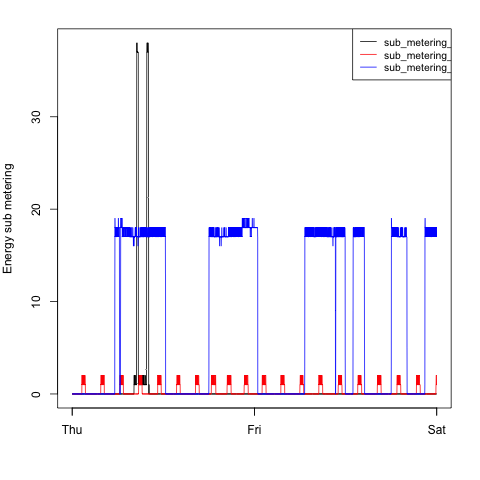 sub_metering_
sub_metering_
sub_metering_
Energy sub metering
30
20
10
0
Thu Fri Sat